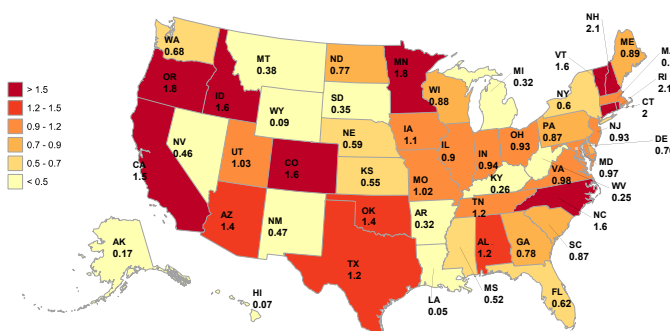 > 1.5
1.2 - 1.5
0.9 - 1.2
0.7 - 0.9
0.5 - 0.7
< 0.5
WA
0.68
OR
1.8
ID
1.6
MT
0.38
ND
0.77
MN
1.8
WI
0.88
MI
0.32
NH
2.1
VT
1.6
ME
0.89
RI
CT
2
NY
0.6
NJ
0.93
DE
PA
0.87
MD
0.97
WV
0.25
VA
0.98
NC
1.6
SC
0.87
GA
0.78
FL
0.62
AL
1.2
MS
0.52
LA
0.05
AR
0.32
TN
1.2
KY
0.26
OH
0.93
IN
0.94
IL
0.9
IA
1.1
MO
1.02
SD
0.35
NE
0.59
KS
0.55
OK
1.4
TX
1.2
WY
0.09
CO
1.6
NM
0.47
UT
1.03
AZ
1.4
NV
0.46
CA
1.5
AK
0.17
HI
0.07